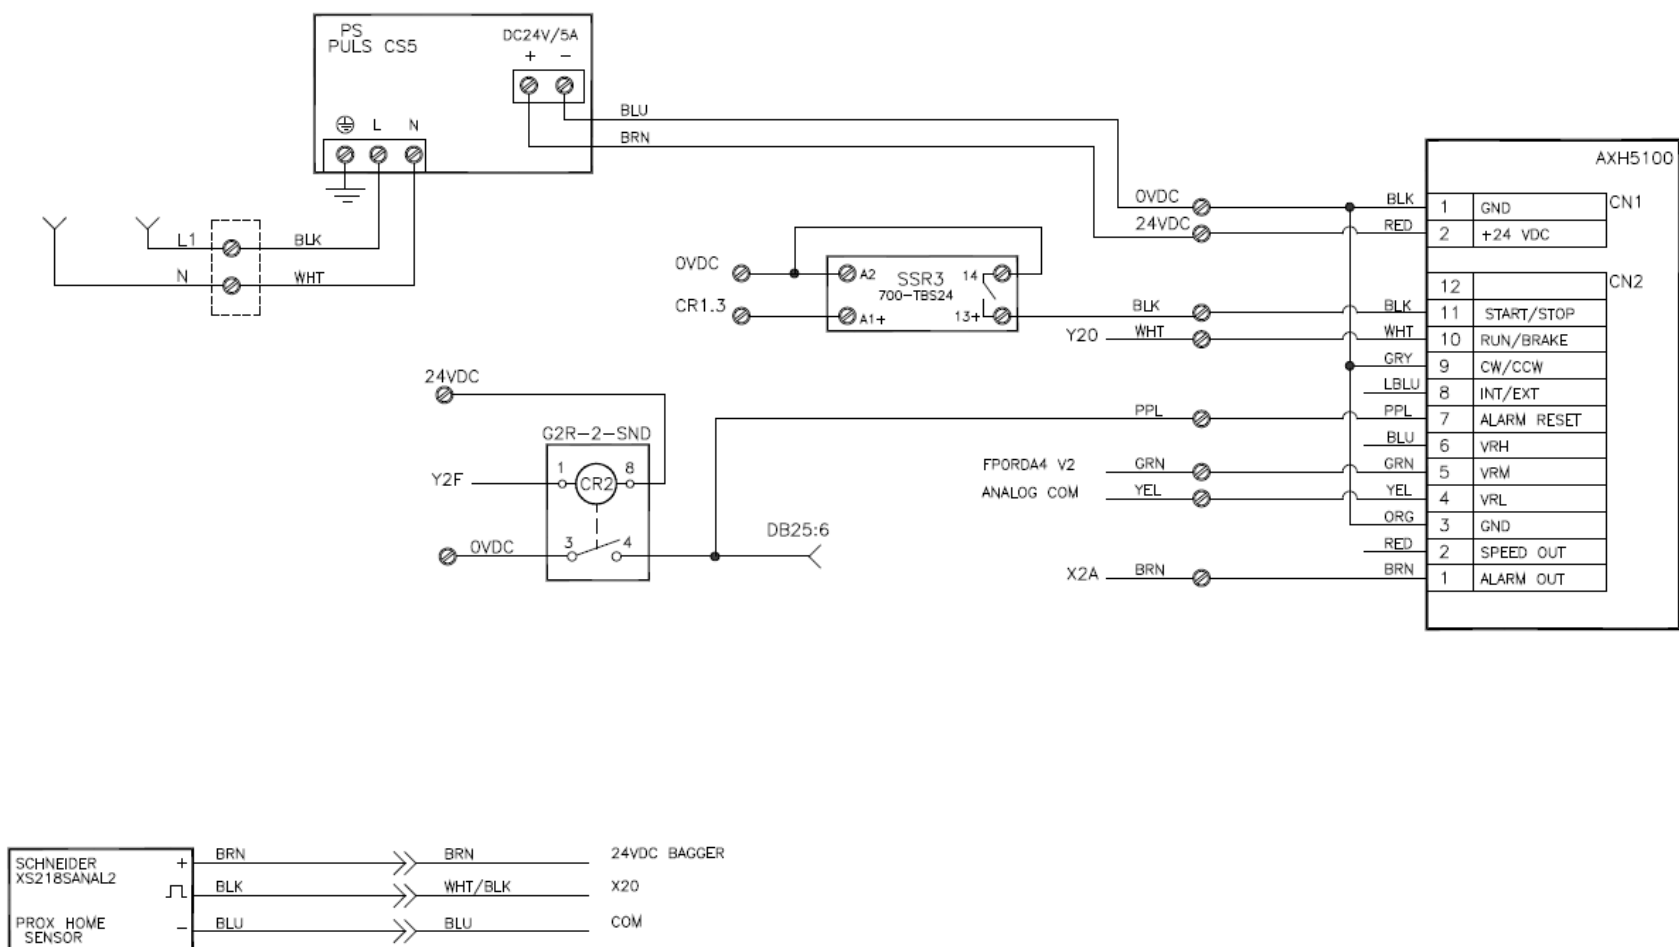 PS
PULS CS5
DC24V/5A
+ −
L N
BLU
BRN
L1
BLK
N
WHT
AXH5100
0VDC
BLK
1 GND
CN1
24VDC
RED
2 +24 VDC
0VDC
A2
SSR3
14
700-TBS24
CR1.3
A1+
13+
12
CN2
BLK
BLK
11 START/STOP
Y20
WHT
WHT
10 RUN/BRAKE
GRY
9 CW/CCW
LBLU
8 INT/EXT
PPL
PPL
7 ALARM RESET
BLU
6 VRH
FPORDA4 V2
GRN
GRN
5 VRM
ANALOG COM
YEL
YEL
4 VRL
ORG
3 GND
RED
2 SPEED OUT
X2A
BRN
BRN
1 ALARM OUT
24VDC
G2R-2-SND
Y2F
1
CR2
8
0VDC
3
4
DB25:6
SCHNEIDER
XS218SANAL2
+
BRN
BRN
24VDC BAGGER
BLK
WHT/BLK
X20
PROX HOME
SENSOR
−
BLU
BLU
COM